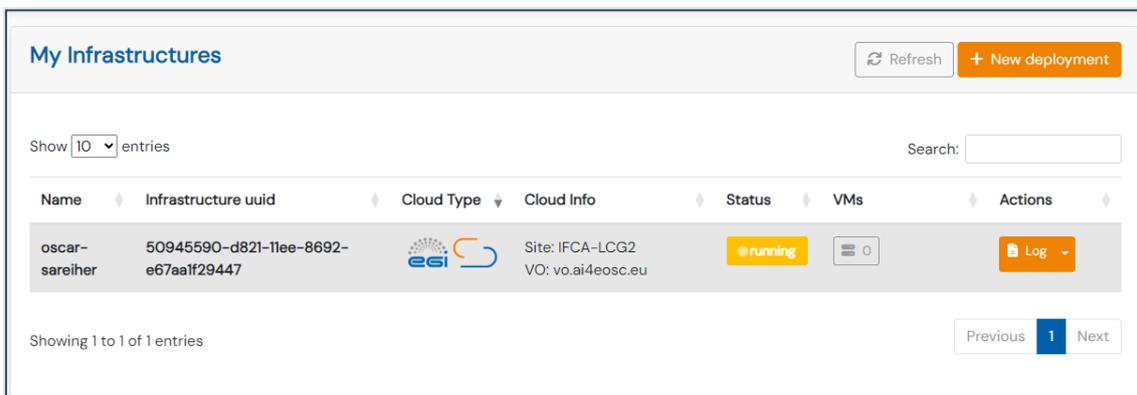 My Infrastructures
Refresh
+ New deployment
Show 10 entries
Search:
Name Infrastructure uuid Cloud Type Cloud Info Status VMs Actions
oscar-
sareiher
50945590-d821-11ee-8692-
e67aa1f29447
egi
Site: IFCA-LCG2
VO: vo.ai4eosc.eu
running
0
Log
Showing 1 to 1 of 1 entries
Previous 1 Next